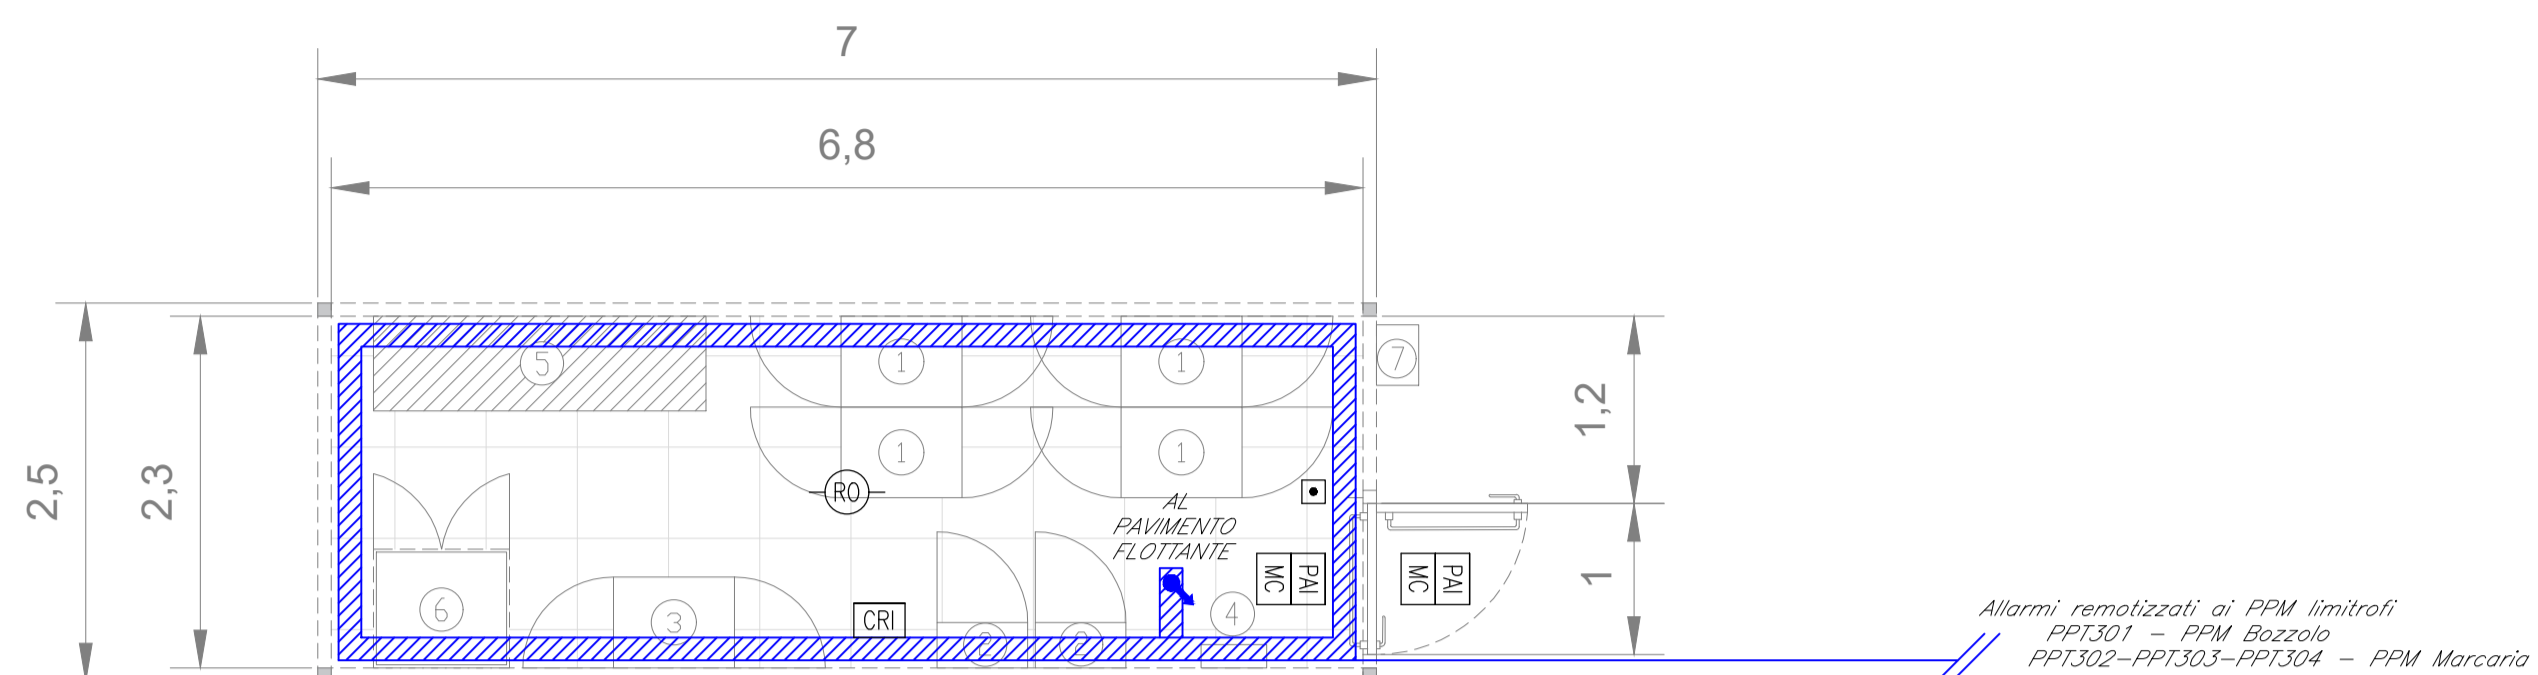 7
6,8
2,5
2,3
5
1
1
7
1,2
1
1
RO
AL
PAVIMENTO
FLOTTANTE
MC
PAI
MC
PAI
1
6
3
CRI
2
2
4
Allarmi remotizzati ai PPM limitrofi
PPT301 - PPM Bozzolo
PPT302-PPT303-PPT304 - PPM Marcaria